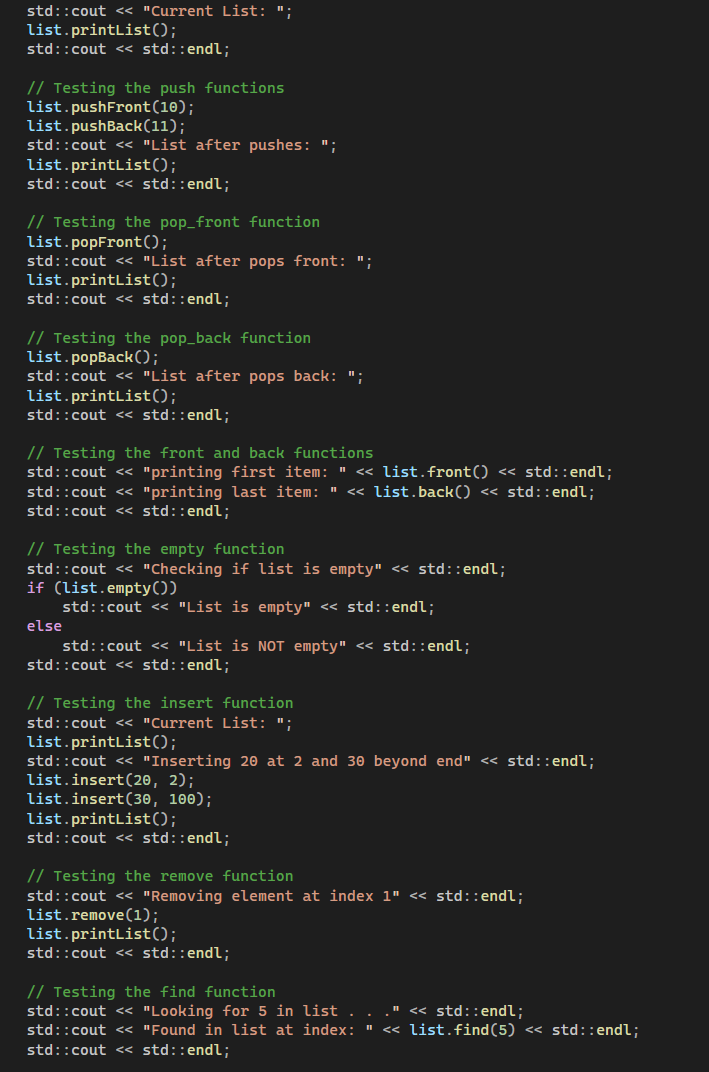 std::cout << "Current List: ";
list.printList();
std::cout << std::endl;

// Testing the push functions
list.pushFront(10);
list.pushBack(11);
std::cout << "List after pushes: ";
list.printList();
std::cout << std::endl;

// Testing the pop_front function
list.popFront();
std::cout << "List after pops front: ";
list.printList();
std::cout << std::endl;

// Testing the pop_back function
list.popBack();
std::cout << "List after pops back: ";
list.printList();
std::cout << std::endl;

// Testing the front and back functions
std::cout << "printing first item: " << list.front() << std::endl;
std::cout << "printing last item: " << list.back() << std::endl;
std::cout << std::endl;

// Testing the empty function
std::cout << "Checking if list is empty" << std::endl;
if (list.empty())
    std::cout << "List is empty" << std::endl;
else
    std::cout << "List is NOT empty" << std::endl;
std::cout << std::endl;

// Testing the insert function
std::cout << "Current List: ";
list.printList();
std::cout << "Inserting 20 at 2 and 30 beyond end" << std::endl;
list.insert(20, 2);
list.insert(30, 100);
list.printList();
std::cout << std::endl;

// Testing the remove function
std::cout << "Removing element at index 1" << std::endl;
list.remove(1);
list.printList();
std::cout << std::endl;

// Testing the find function
std::cout << "Looking for 5 in list . . ." << std::endl;
std::cout << "Found in list at index: " << list.find(5) << std::endl;
std::cout << std::endl;